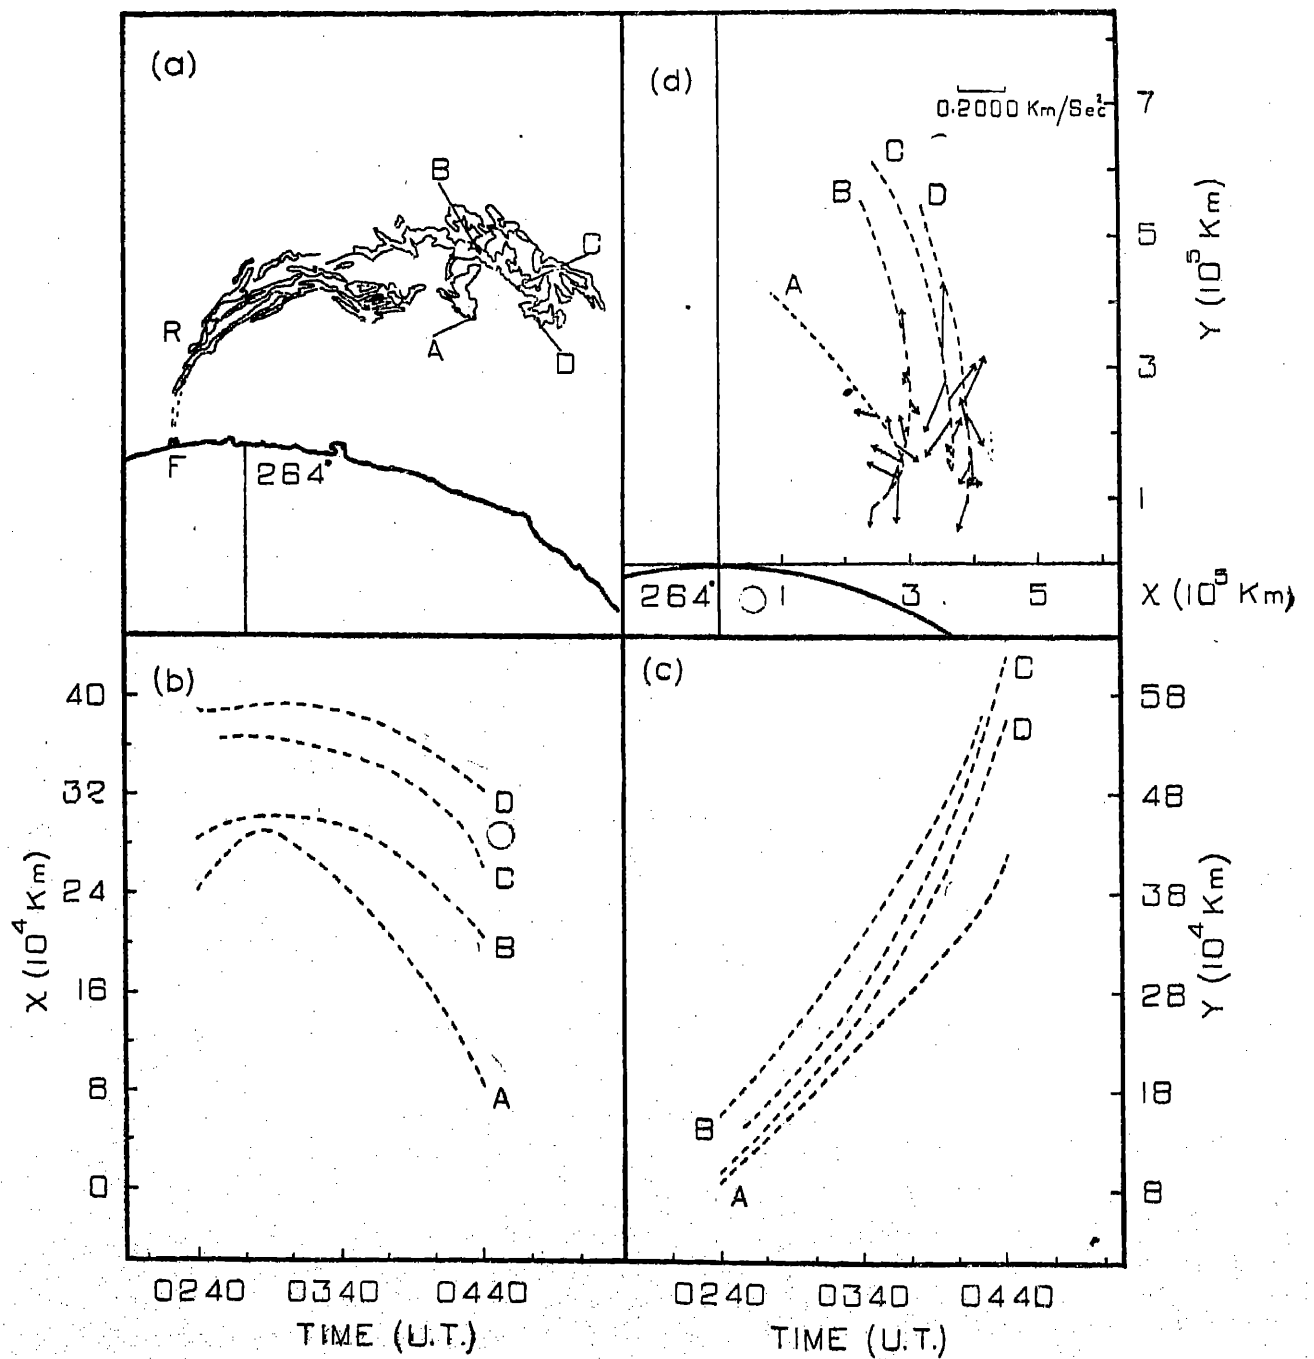 (a)
B
C
R
A
D
F
264°
(d)
0.2000 Km/Sec²
C
B
D
A
7
5
3
1
Y (10⁵ Km)
264° 1 3 5 X (10⁵ Km)
(b)
40
32
24
16
8
0
X (10⁴ Km)
D
C
B
A
0240 0340 0440
TIME (U.T.)
(c)
C
D
B
A
58
48
38
28
18
8
Y (10⁴ Km)
0240 0340 0440
TIME (U.T.)